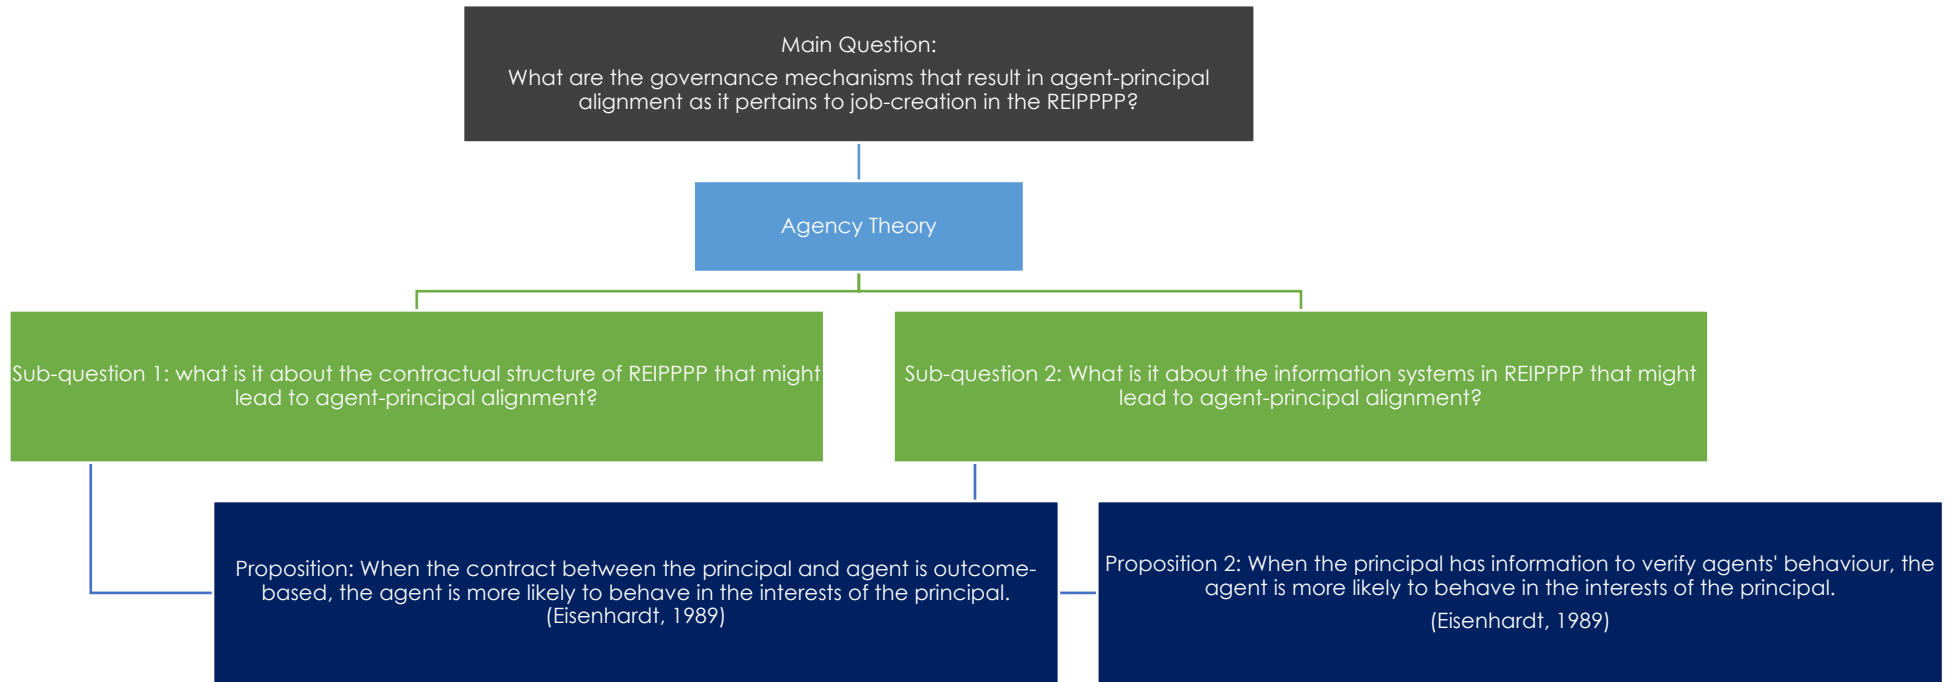 Main Question:
What are the governance mechanisms that result in agent-principal
alignment as it pertains to job-creation in the REIPPPP?
Agency Theory
Sub-question 1: what is it about the contractual structure of REIPPPP that might
lead to agent-principal alignment?
Sub-question 2: What is it about the information systems in REIPPPP that might
lead to agent-principal alignment?
Proposition: When the contract between the principal and agent is outcome-
based, the agent is more likely to behave in the interests of the principal.
(Eisenhardt, 1989)
Proposition 2: When the principal has information to verify agents' behaviour, the
agent is more likely to behave in the interests of the principal.
(Eisenhardt, 1989)